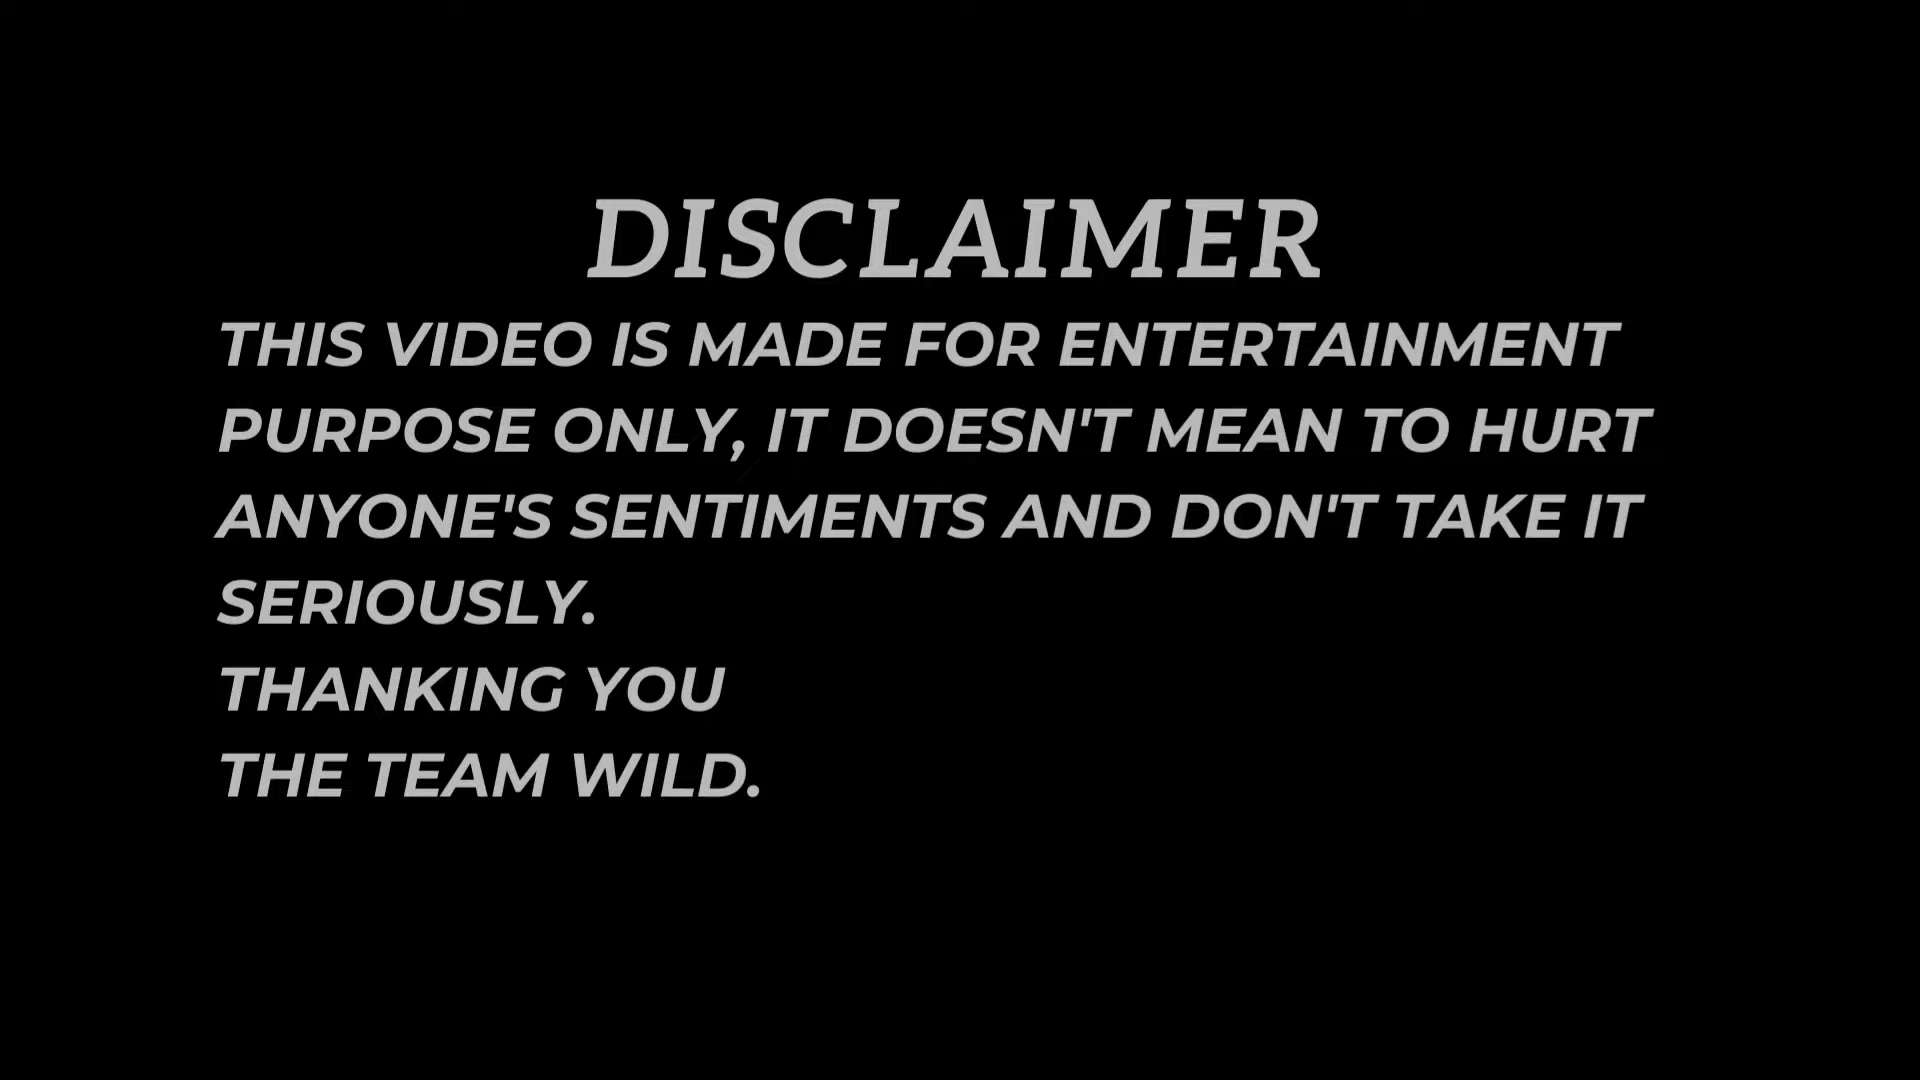 DISCLAIMER
THIS VIDEO IS MADE FOR ENTERTAINMENT
PURPOSE ONLY, IT DOESN'T MEAN TO HURT
ANYONE'S SENTIMENTS AND DON'T TAKE IT
SERIOUSLY.
THANKING YOU
THE TEAM WILD.